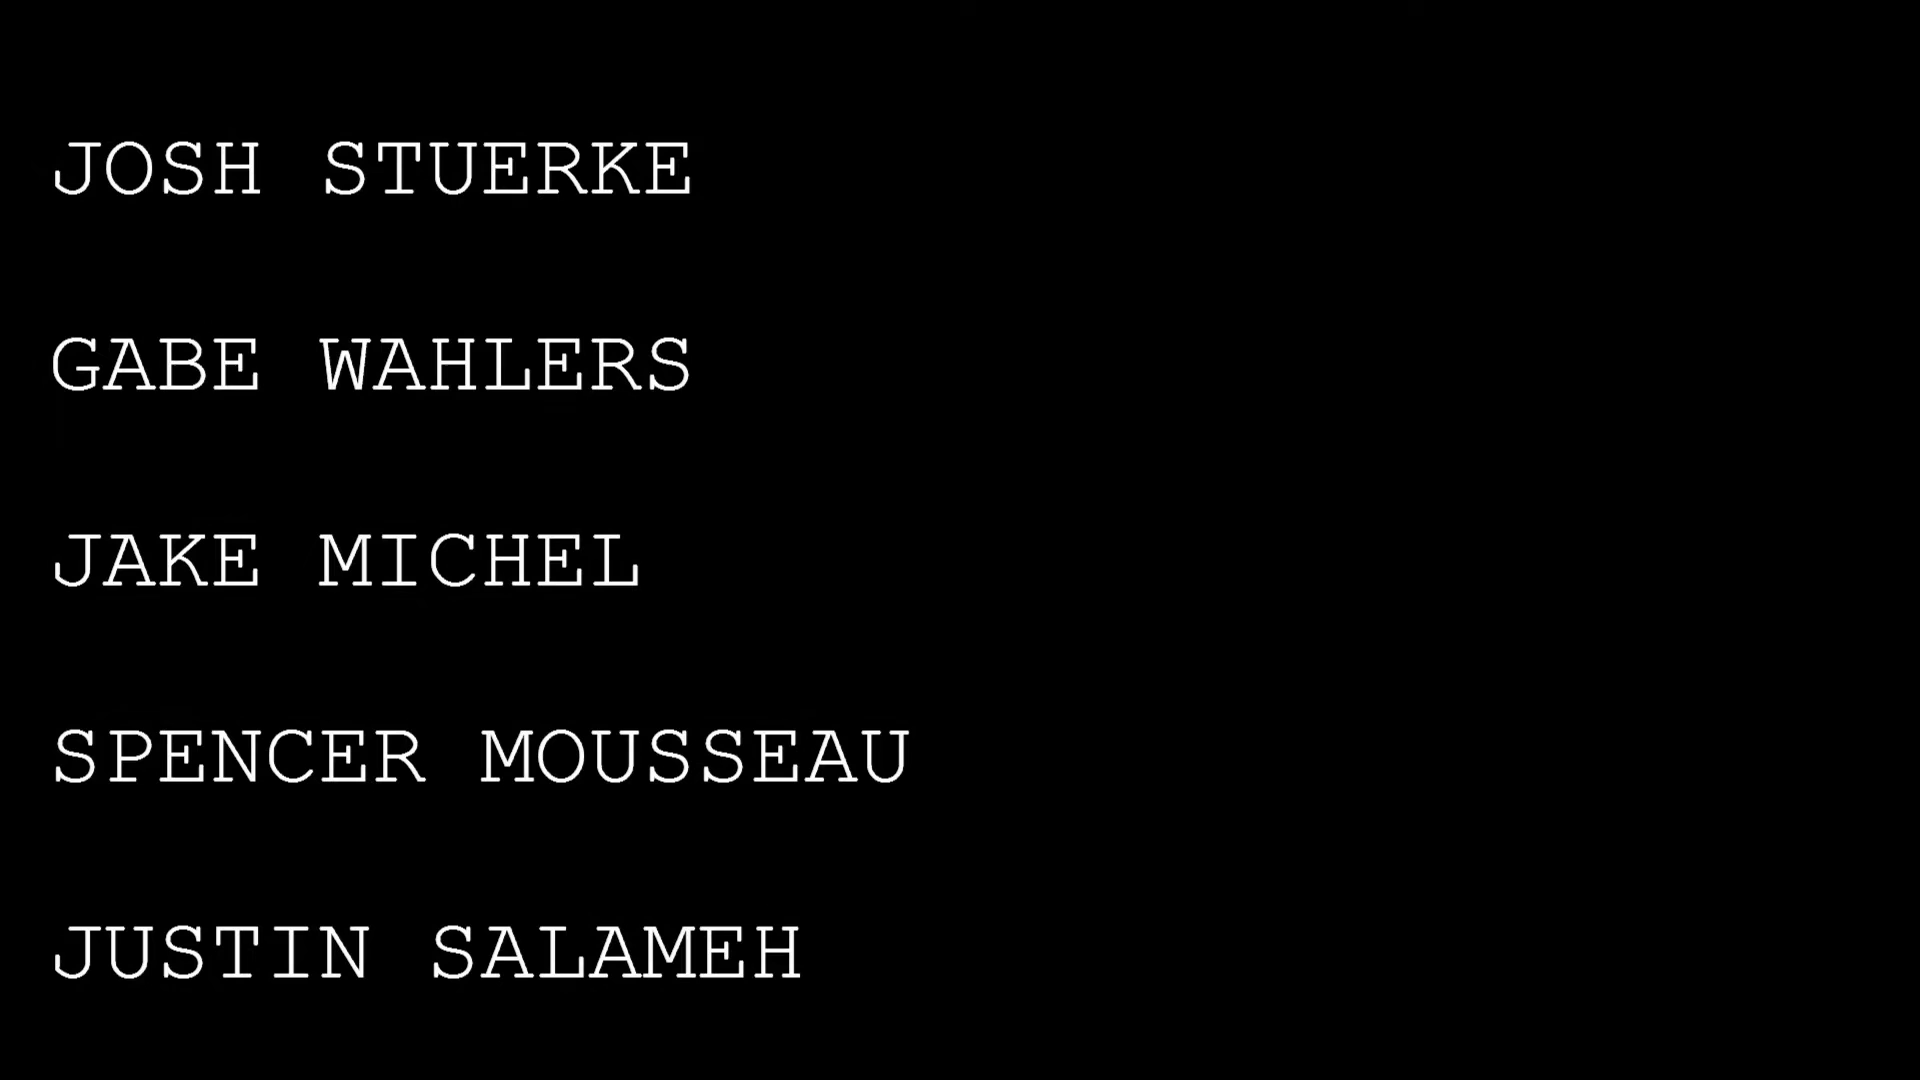 JOSH STUERKE
GABE WAHLERS
JAKE MICHEL
SPENCER MOUSSEAU
JUSTIN SALAMEH